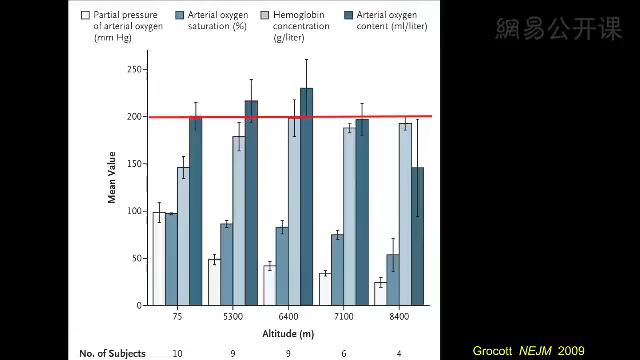 Partial pressure
of arterial oxygen
(mm Hg)
Arterial oxygen
saturation (%)
Hemoglobin
concentration
(g/liter)
Arterial oxygen
content (ml/liter)
網易公开课
250
200
150
100
50
0
Mean Value
75 5300 6400 7100 8400
Altitude (m)
No. of Subjects 10 9 9 6 4
Grocott NEJM 2009